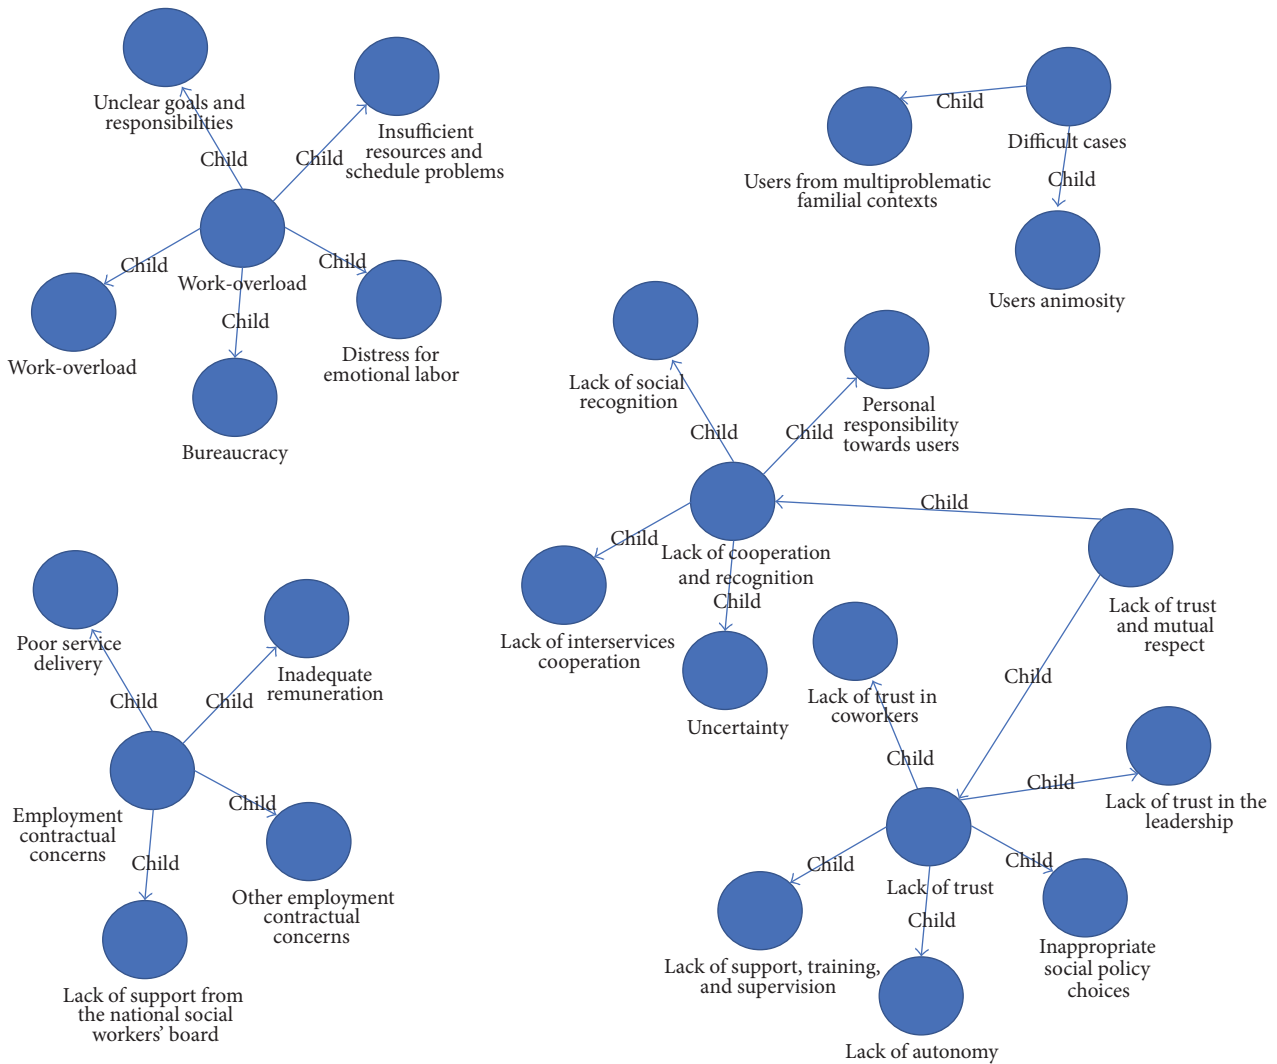 Unclear goals and
responsibilities
Child
Insufficient
resources and
schedule problems
Child
Child
Work-overload
Child
Work-overload
Child
Distress for
emotional labor
Bureaucracy
Child
Difficult cases
Users from multiproblematic
familial contexts
Child
Users animosity
Lack of social
recognition
Personal
responsibility
towards users
Child
Child
Child
Child
Lack of cooperation
and recognition
Child
Lack of interservices
cooperation
Uncertainty
Lack of trust
and mutual
respect
Child
Lack of trust in
coworkers
Child
Child
Lack of trust in the
leadership
Child
Child
Lack of trust
Child
Lack of support, training,
and supervision
Inappropriate
social policy
choices
Lack of autonomy
Poor service
delivery
Inadequate
remuneration
Child
Child
Employment
contractual
concerns
Child
Child
Other employment
contractual
concerns
Lack of support from
the national social
workers' board